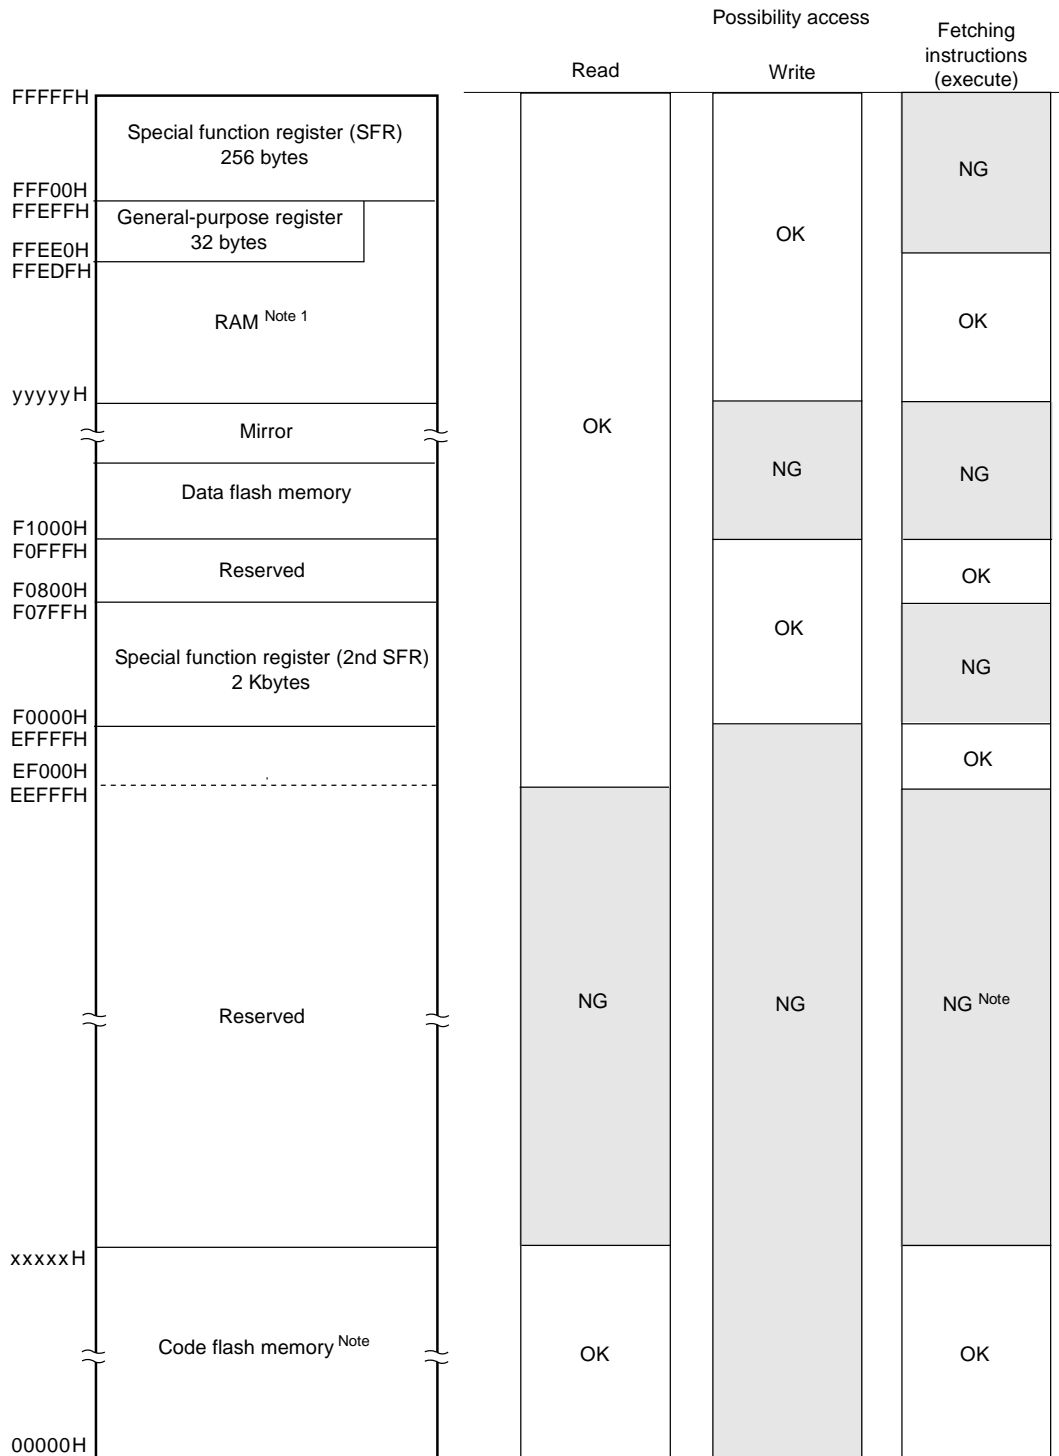 Possibility access
Read
Write
Fetching
instructions
(execute)
FFFFFH
Special function register (SFR)
256 bytes
NG
FFF00H
FFEFFH
General-purpose register
32 bytes
OK
FFEE0H
FFEDFH
RAM Note 1
OK
yyyyyH
Mirror
OK
NG
NG
Data flash memory
F1000H
F0FFFH
Reserved
OK
F0800H
F07FFH
OK
Special function register (2nd SFR)
2 Kbytes
NG
F0000H
EFFFFH
OK
EF000H
EEFFFH
Reserved
NG
NG
NG Note
xxxxxH
Code flash memory Note
OK
OK
00000H